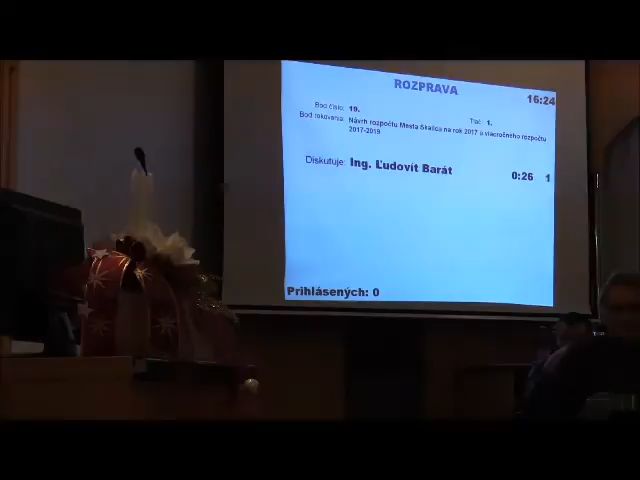 ROZPRAVA
16:24
Bod číslo: 19. Tlač 1.
Bod rokovania: Návrh rozpočtu Mesta Skalica na rok 2017 a viacročného rozpočtu
2017-2019
Diskutuje: Ing. Ľudovít Barát 0:26 1
Prihlásených: 0